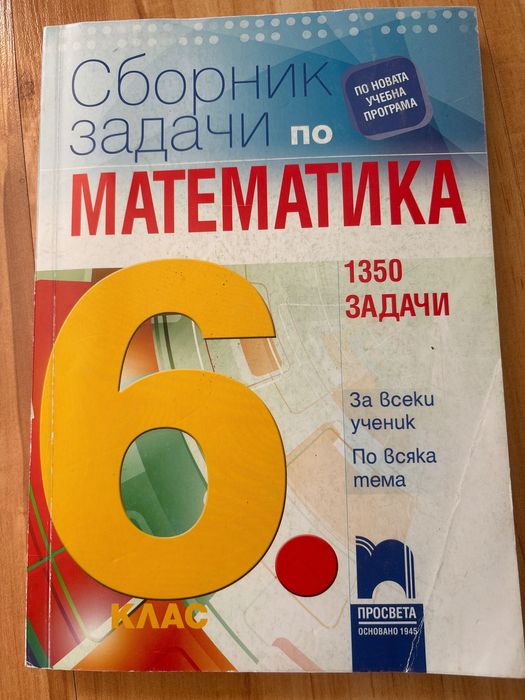 Сборник
задачи по
МАТЕМАТИКА
ПО НОВАТА
УЧЕБНА
ПРОГРАМА
1350
ЗАДАЧИ
6.
КЛАС
За всеки
ученик
По всяка
тема
ПРОСВЕТА
ОСНОВАНО 1945